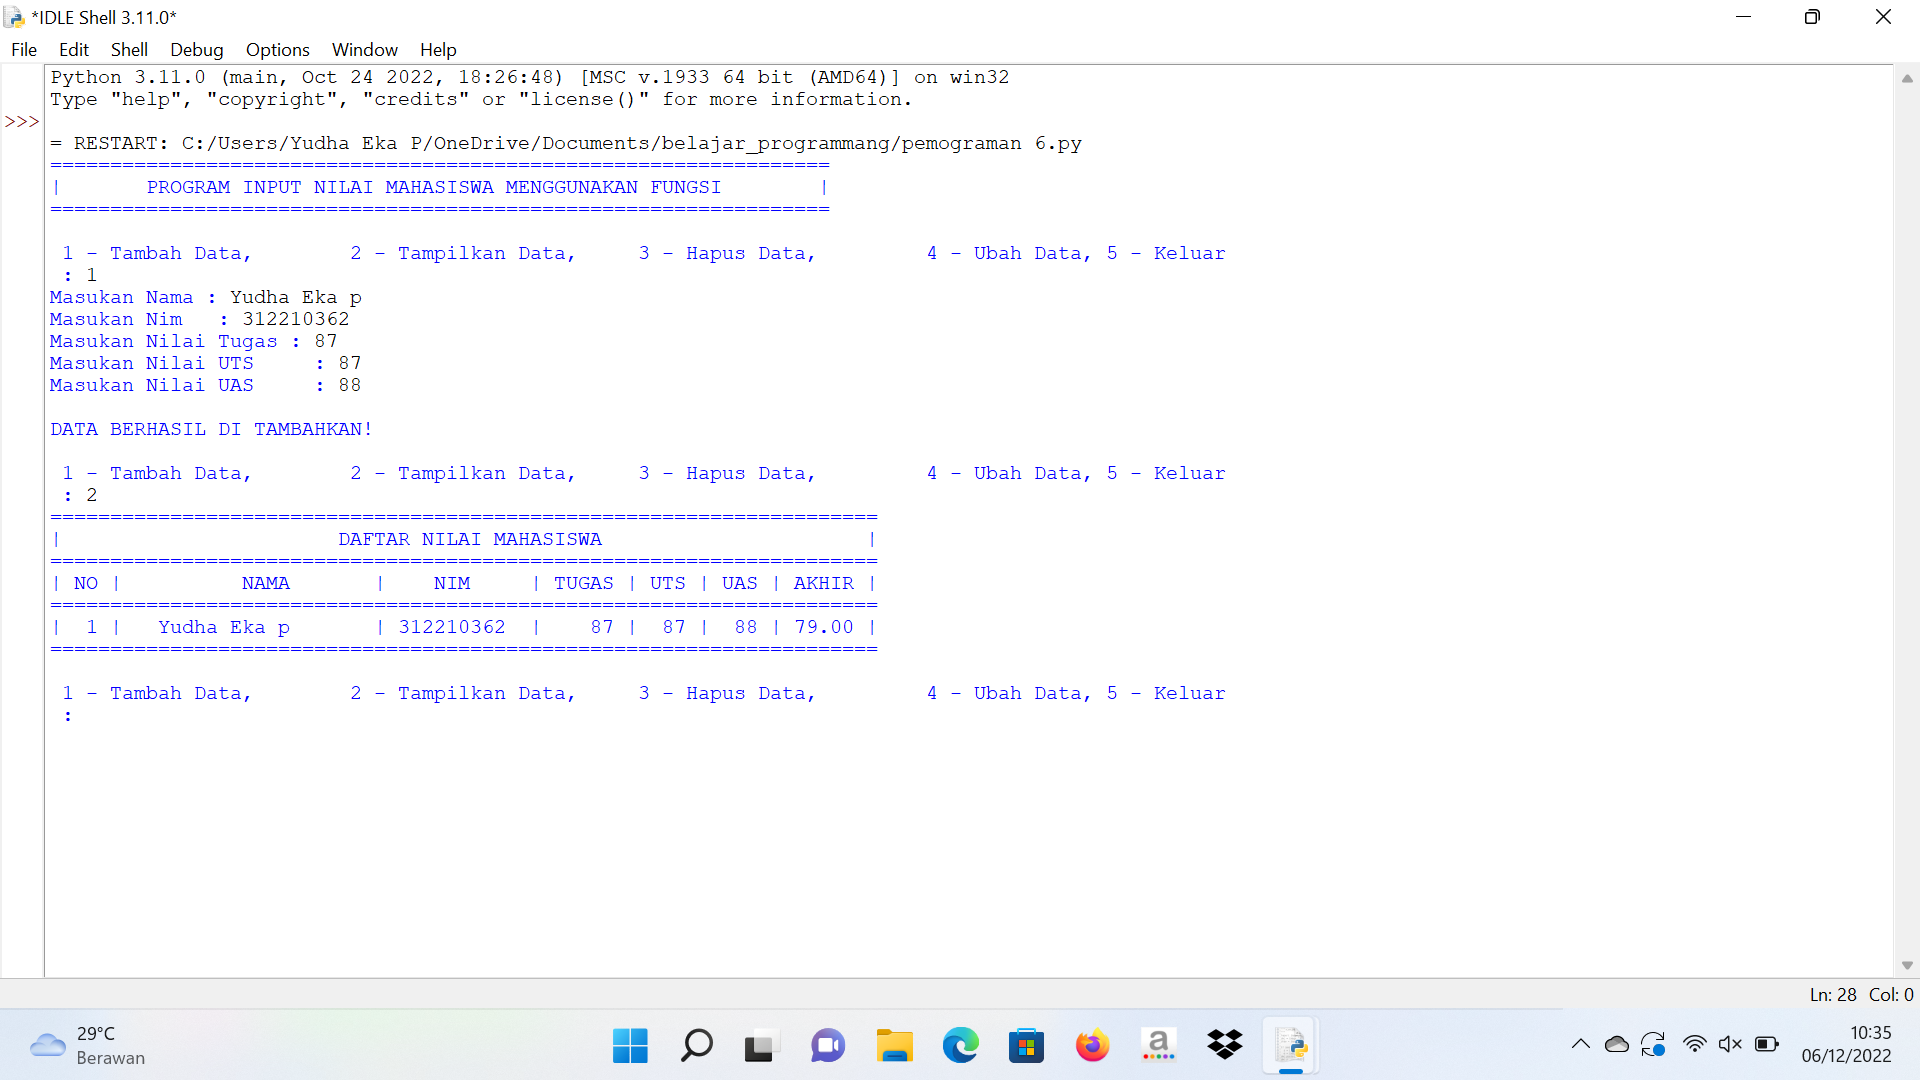 *IDLE Shell 3.11.0*
File Edit Shell Debug Options Window Help
Python 3.11.0 (main, Oct 24 2022, 18:26:48) [MSC v.1933 64 bit (AMD64)] on win32
Type "help", "copyright", "credits" or "license()" for more information.
>>>
= RESTART: C:/Users/Yudha Eka P/OneDrive/Documents/belajar_programmang/pemograman 6.py
=================================================================
|       PROGRAM INPUT NILAI MAHASISWA MENGGUNAKAN FUNGSI        |
=================================================================
1 - Tambah Data,        2 - Tampilkan Data,     3 - Hapus Data,         4 - Ubah Data, 5 - Keluar
: 1
Masukan Nama : Yudha Eka p
Masukan Nim   : 312210362
Masukan Nilai Tugas : 87
Masukan Nilai UTS     : 87
Masukan Nilai UAS     : 88
DATA BERHASIL DI TAMBAHKAN!
1 - Tambah Data,        2 - Tampilkan Data,     3 - Hapus Data,         4 - Ubah Data, 5 - Keluar
: 2
=====================================================================
|                       DAFTAR NILAI MAHASISWA                      |
=====================================================================
| NO |          NAMA       |    NIM     | TUGAS | UTS | UAS | AKHIR |
=====================================================================
|  1 |   Yudha Eka p       | 312210362  |    87 |  87 |  88 | 79.00 |
=====================================================================
1 - Tambah Data,        2 - Tampilkan Data,     3 - Hapus Data,         4 - Ubah Data, 5 - Keluar
:
Ln: 28 Col: 0
29°C
Berawan
a
10:35
06/12/2022